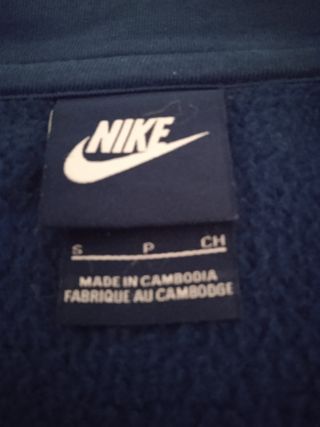 NIKE
S P CH
MADE IN CAMBODIA
FABRIQUE AU CAMBODGE